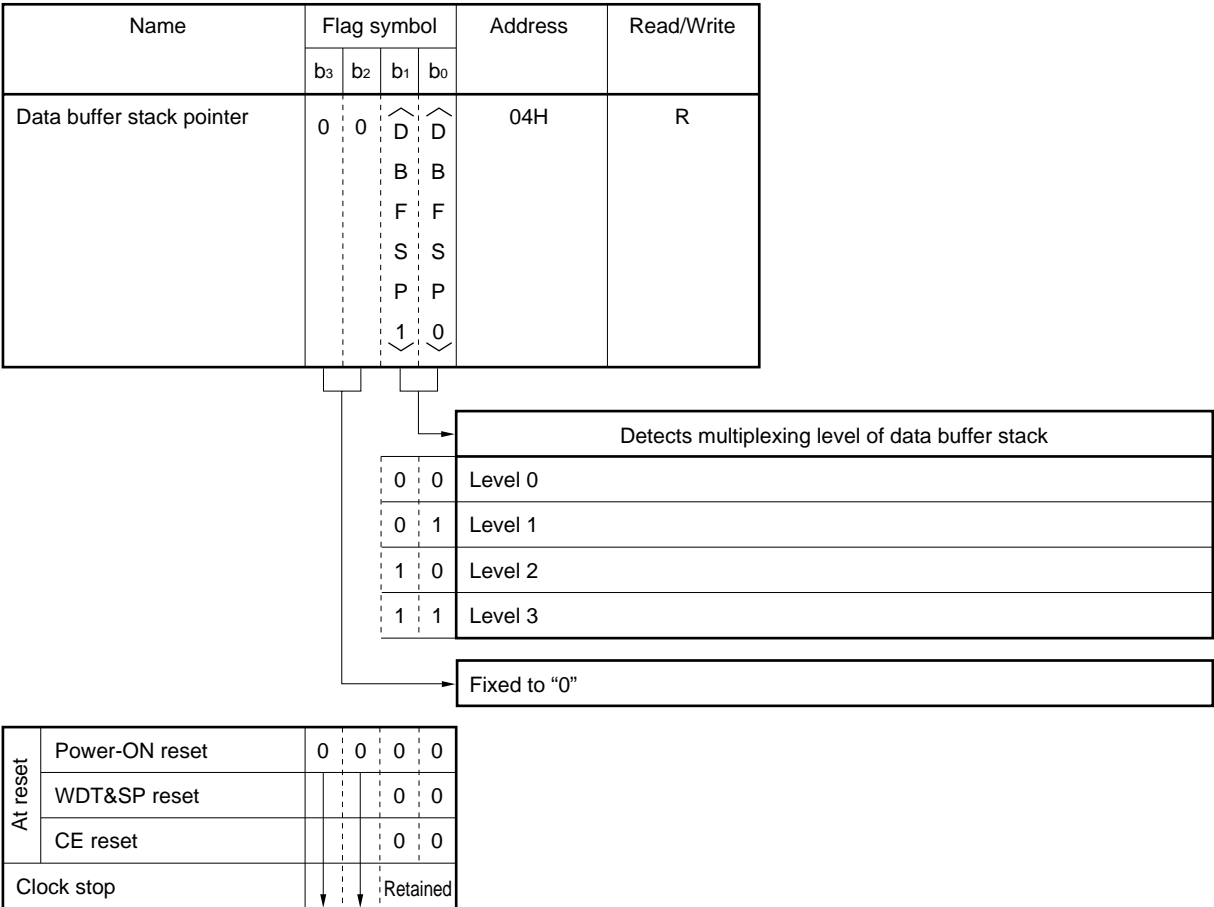 Name Flag symbol Address Read/Write
b3 b2 b1 b0
Data buffer stack pointer 0 0 〈DBFSP1〉 〈DBFSP0〉 04H R
Detects multiplexing level of data buffer stack
0 0 Level 0
0 1 Level 1
1 0 Level 2
1 1 Level 3
Fixed to “0”
At reset
Power-ON reset 0 0 0 0
WDT&SP reset 0 0
CE reset 0 0
Clock stop Retained